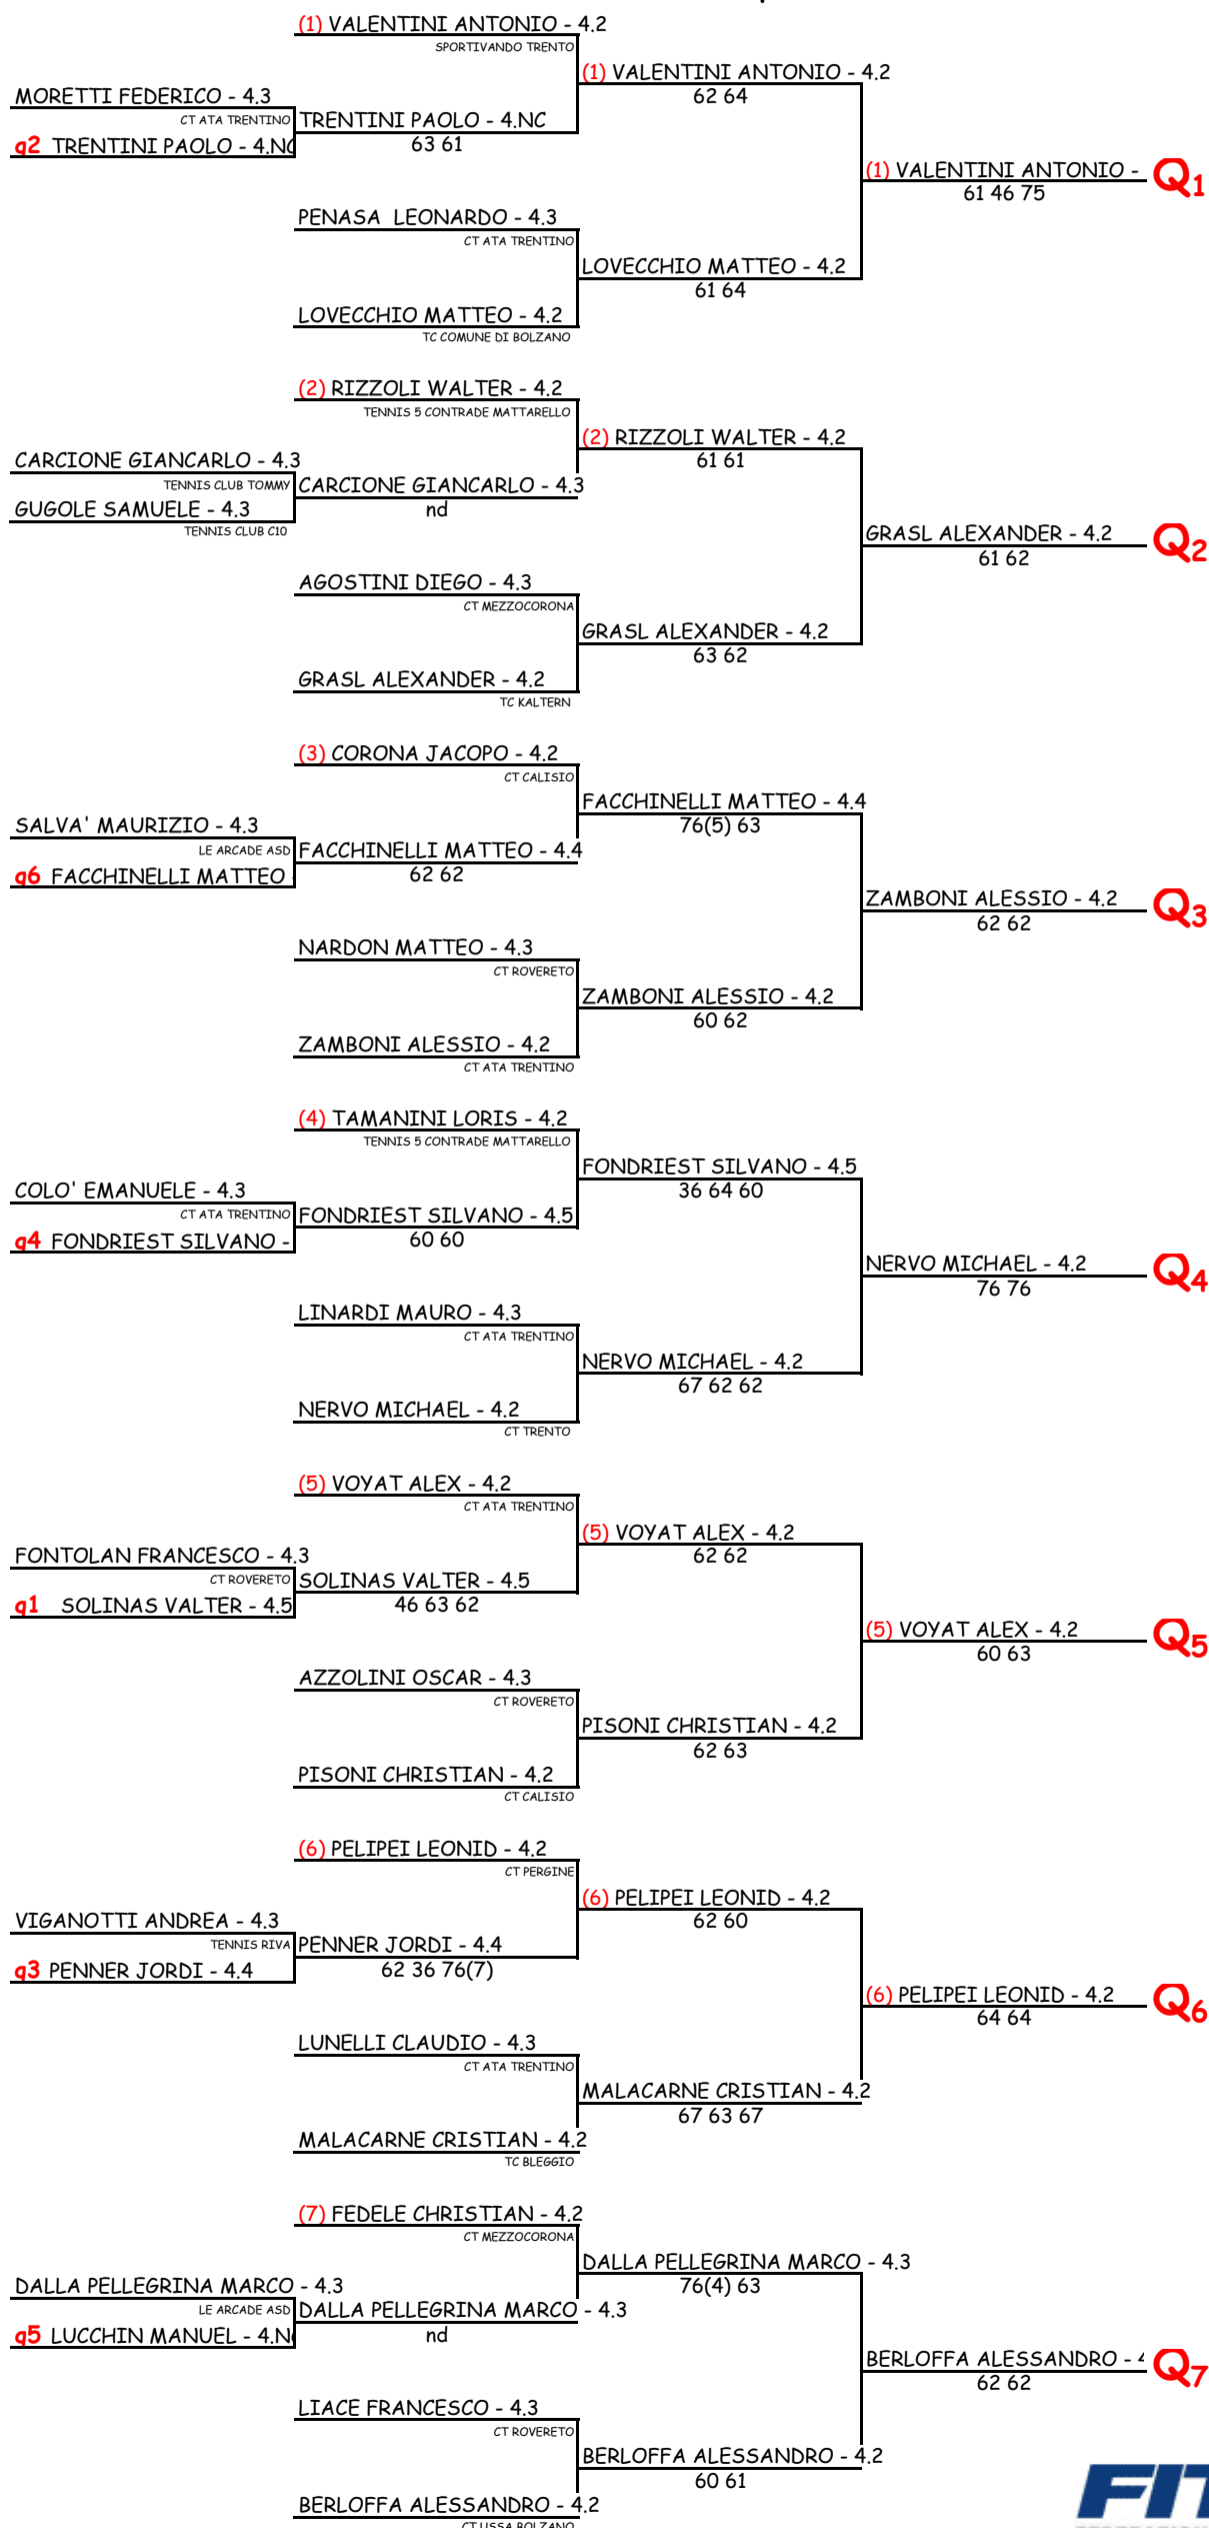 (1) VALENTINI ANTONIO - 4.2
SPORTIVANDO TRENTO
(1) VALENTINI ANTONIO - 4.2
62 64
MORETTI FEDERICO - 4.3
CT ATA TRENTINO
TRENTINI PAOLO - 4.NC
63 61
q2 TRENTINI PAOLO - 4.NC
(1) VALENTINI ANTONIO -
61 46 75
Q1
PENASA LEONARDO - 4.3
CT ATA TRENTINO
LOVECCHIO MATTEO - 4.2
61 64
LOVECCHIO MATTEO - 4.2
TC COMUNE DI BOLZANO
(2) RIZZOLI WALTER - 4.2
TENNIS 5 CONTRADE MATTARELLO
(2) RIZZOLI WALTER - 4.2
61 61
CARCIONE GIANCARLO - 4.3
TENNIS CLUB TOMMY
CARCIONE GIANCARLO - 4.3
nd
GUGOLE SAMUELE - 4.3
TENNIS CLUB C10
GRASL ALEXANDER - 4.2
61 62
Q2
AGOSTINI DIEGO - 4.3
CT MEZZOCORONA
GRASL ALEXANDER - 4.2
63 62
GRASL ALEXANDER - 4.2
TC KALTERN
(3) CORONA JACOPO - 4.2
CT CALISIO
FACCHINELLI MATTEO - 4.4
76(5) 63
SALVA' MAURIZIO - 4.3
LE ARCADE ASD
FACCHINELLI MATTEO - 4.4
62 62
q6 FACCHINELLI MATTEO
ZAMBONI ALESSIO - 4.2
62 62
Q3
NARDON MATTEO - 4.3
CT ROVERETO
ZAMBONI ALESSIO - 4.2
60 62
ZAMBONI ALESSIO - 4.2
CT ATA TRENTINO
(4) TAMANINI LORIS - 4.2
TENNIS 5 CONTRADE MATTARELLO
FONDRIEST SILVANO - 4.5
36 64 60
COLO' EMANUELE - 4.3
CT ATA TRENTINO
FONDRIEST SILVANO - 4.5
60 60
q4 FONDRIEST SILVANO -
NERVO MICHAEL - 4.2
76 76
Q4
LINARDI MAURO - 4.3
CT ATA TRENTINO
NERVO MICHAEL - 4.2
67 62 62
NERVO MICHAEL - 4.2
CT TRENTO
(5) VOYAT ALEX - 4.2
CT ATA TRENTINO
(5) VOYAT ALEX - 4.2
62 62
FONTOLAN FRANCESCO - 4.3
CT ROVERETO
SOLINAS VALTER - 4.5
46 63 62
q1 SOLINAS VALTER - 4.5
(5) VOYAT ALEX - 4.2
60 63
Q5
AZZOLINI OSCAR - 4.3
CT ROVERETO
PISONI CHRISTIAN - 4.2
62 63
PISONI CHRISTIAN - 4.2
CT CALISIO
(6) PELIPEI LEONID - 4.2
CT PERGINE
(6) PELIPEI LEONID - 4.2
62 60
VIGANOTTI ANDREA - 4.3
TENNIS RIVA
PENNER JORDI - 4.4
62 36 76(7)
q3 PENNER JORDI - 4.4
(6) PELIPEI LEONID - 4.2
64 64
Q6
LUNELLI CLAUDIO - 4.3
CT ATA TRENTINO
MALACARNE CRISTIAN - 4.2
67 63 67
MALACARNE CRISTIAN - 4.2
TC BLEGGIO
(7) FEDELE CHRISTIAN - 4.2
CT MEZZOCORONA
DALLA PELLEGRINA MARCO - 4.3
76(4) 63
DALLA PELLEGRINA MARCO - 4.3
LE ARCADE ASD
DALLA PELLEGRINA MARCO - 4.3
nd
q5 LUCCHIN MANUEL - 4.NC
BERLOFFA ALESSANDRO - 4
62 62
Q7
LIACE FRANCESCO - 4.3
CT ROVERETO
BERLOFFA ALESSANDRO - 4.2
60 61
BERLOFFA ALESSANDRO - 4.2
CT USSA BOLZANO
FIT